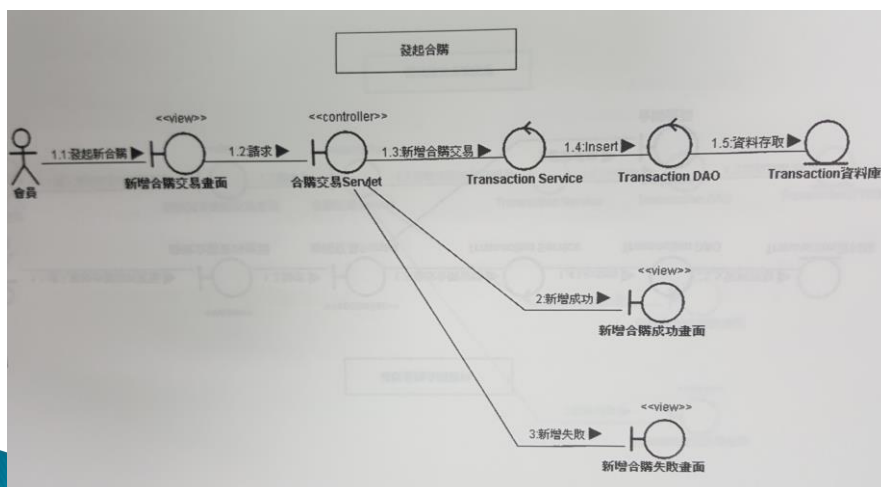 發起合購
<<view>>
<<controller>>
1.1:發起新合購
1.2:請求
1.3:新增合購交易
1.4:Insert
1.5:資料存取
會員
新增合購交易畫面
合購交易Servlet
Transaction Service
Transaction DAO
Transaction資料庫
<<view>>
2:新增成功
新增合購成功畫面
<<view>>
3:新增失敗
新增合購失敗畫面